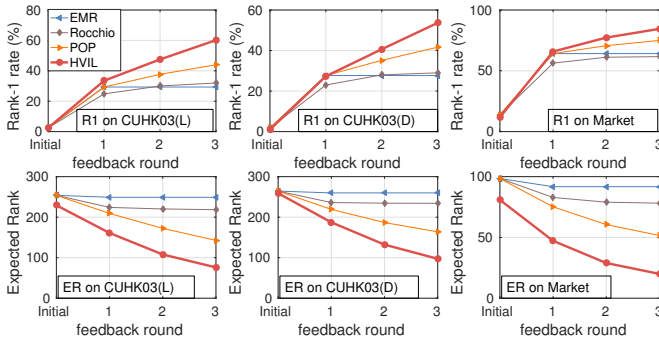 80
60
40
20
0
Rank-1 rate (%)
EMR
Rocchio
POP
HVIL
R1 on CUHK03(L)
Initial 1 2 3
feedback round
60
40
20
0
Rank-1 rate (%)
R1 on CUHK03(D)
Initial 1 2 3
feedback round
100
50
0
Rank-1 rate (%)
R1 on Market
Initial 1 2 3
feedback round
300
200
100
0
Expected Rank
ER on CUHK03(L)
Initial 1 2 3
feedback round
300
200
100
0
Expected Rank
ER on CUHK03(D)
Initial 1 2 3
feedback round
100
50
0
Expected Rank
ER on Market
Initial 1 2 3
feedback round